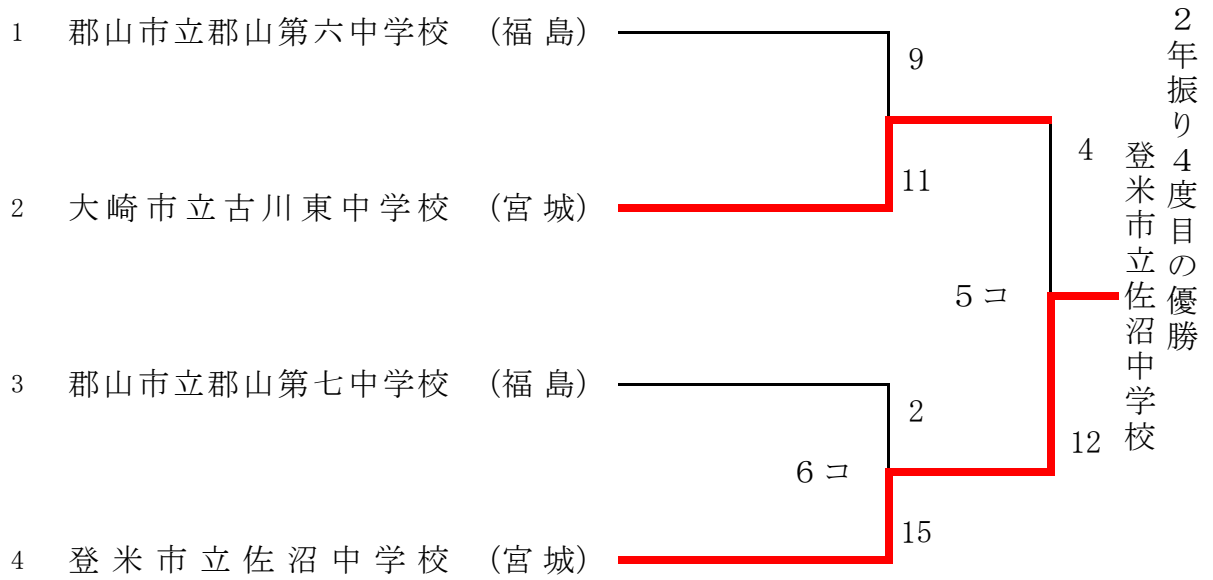 1 郡山市立郡山第六中学校 (福島)
9
11
2 大崎市立古川東中学校 (宮城)
4
5コ
3 郡山市立郡山第七中学校 (福島)
2
6コ
15
12
4 登米市立佐沼中学校 (宮城)
2年振り4度目の優勝
登米市立佐沼中学校